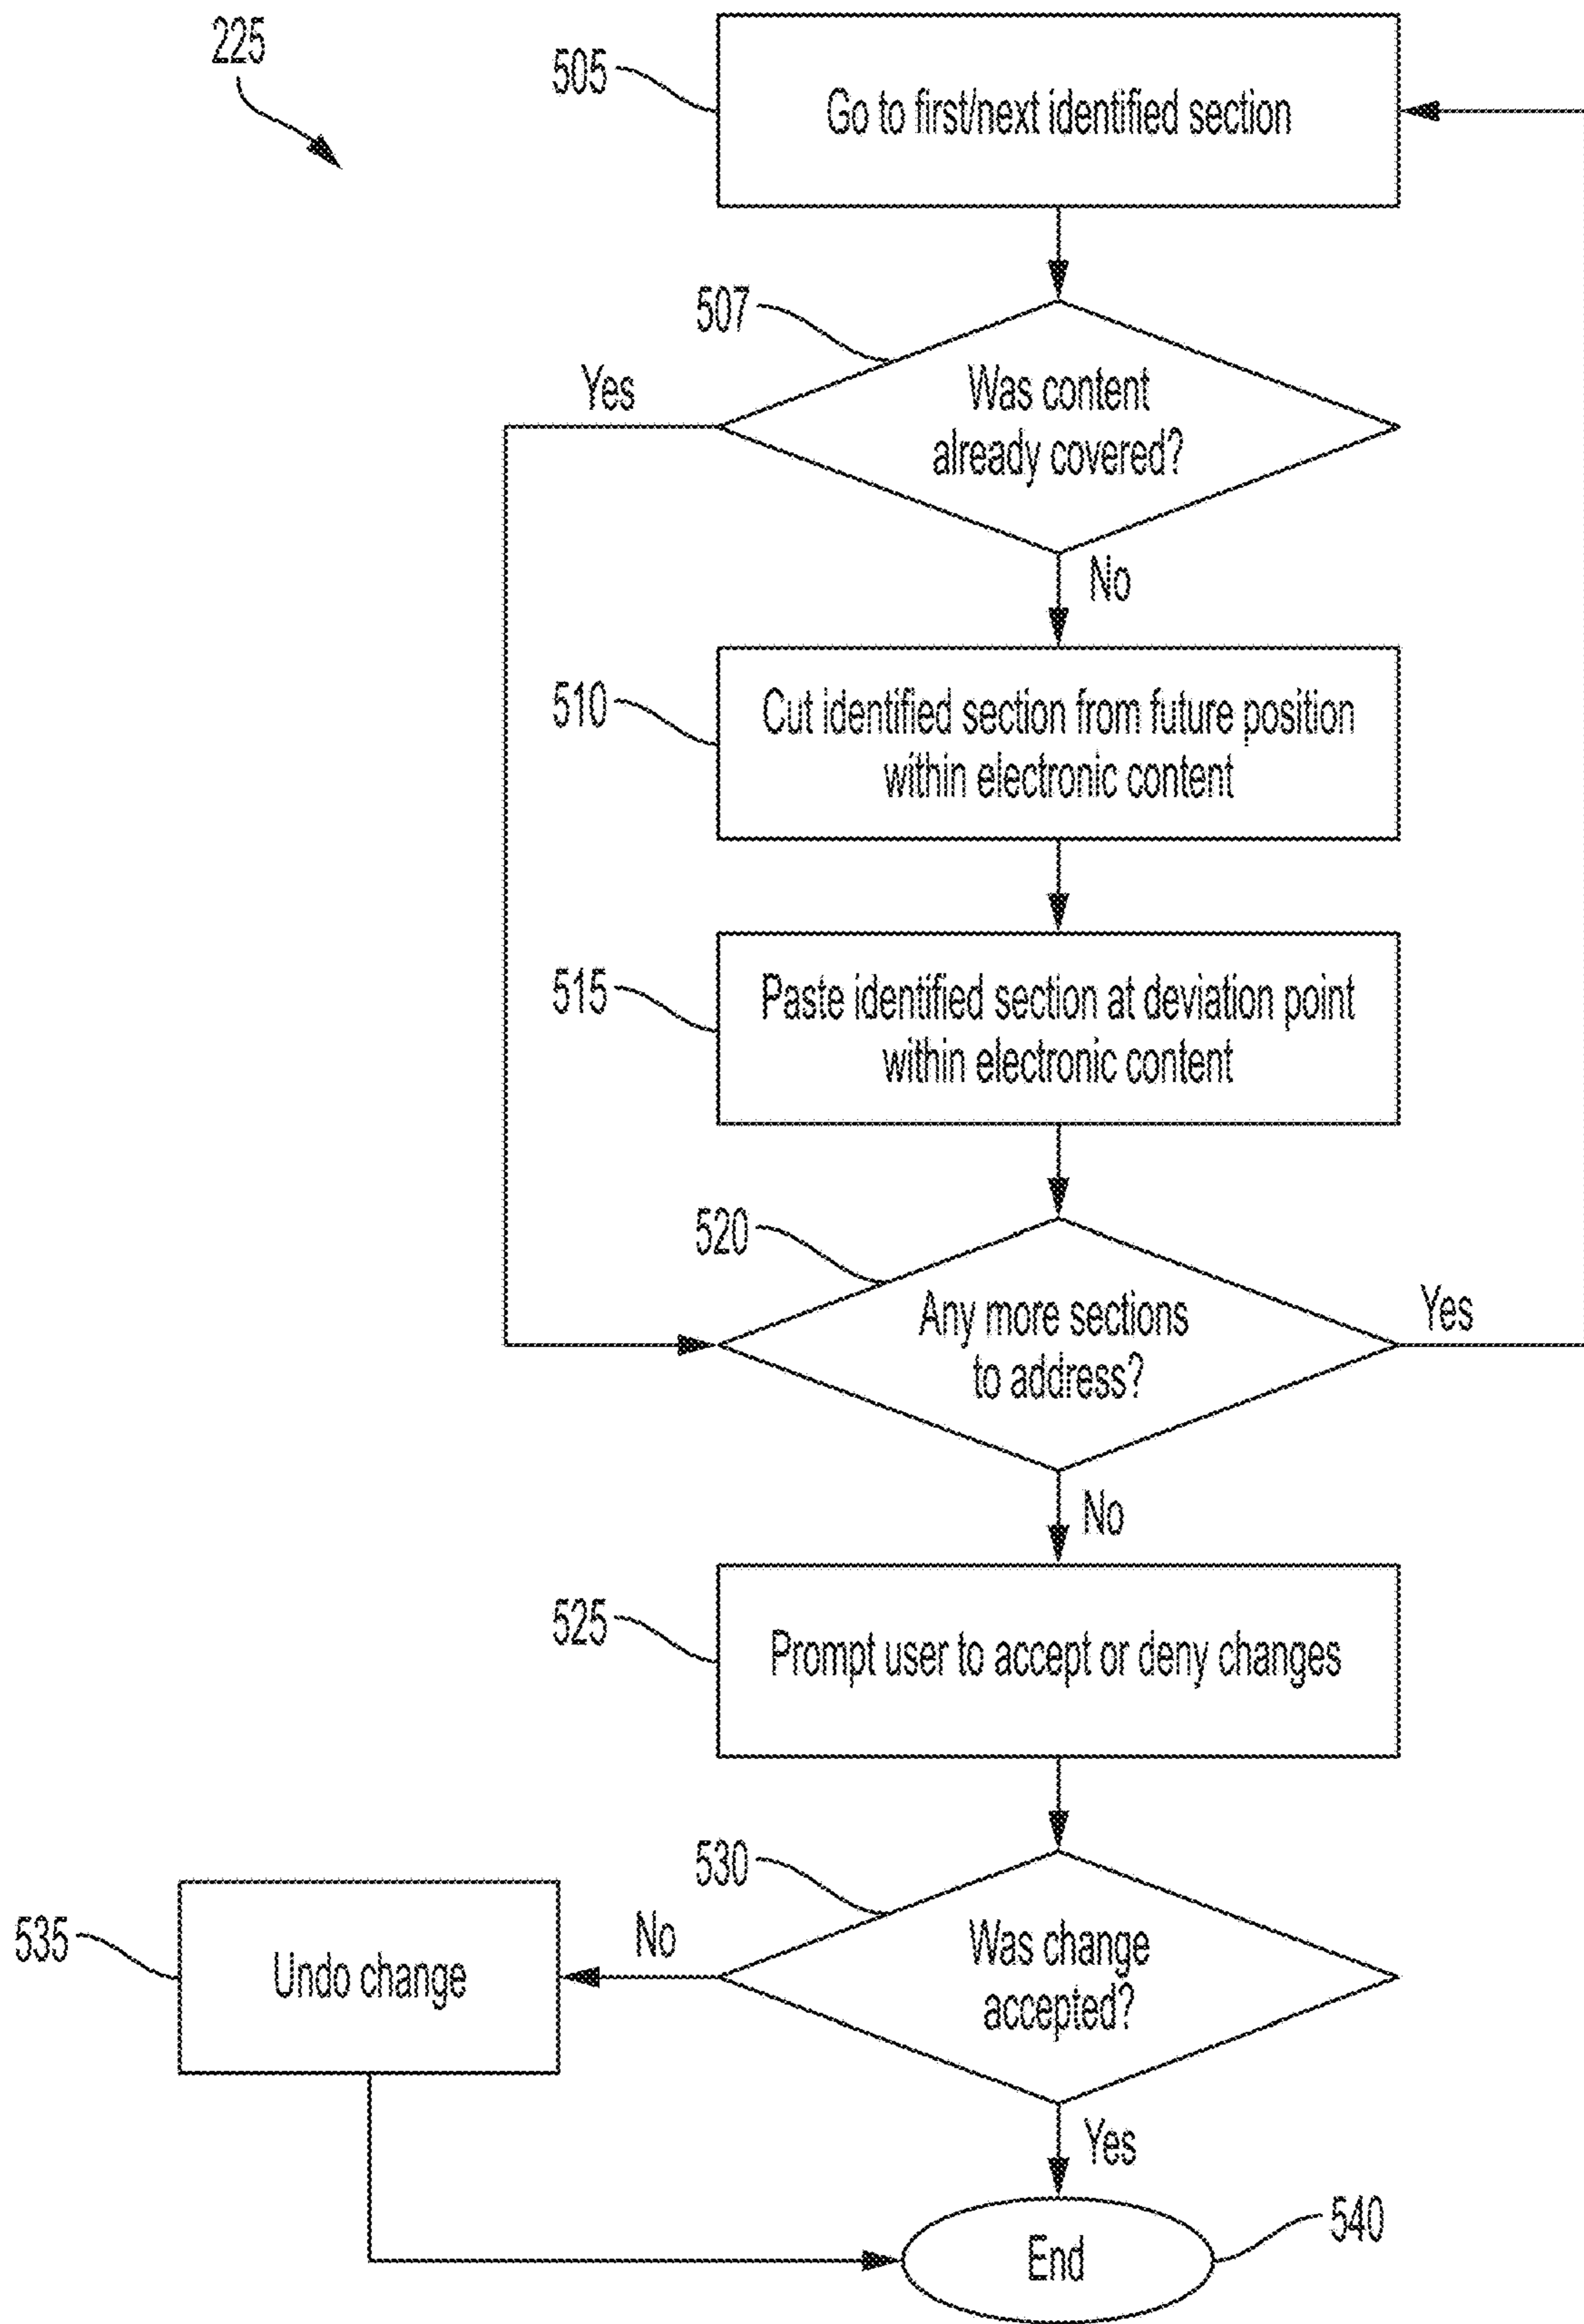 225
505
Go to first/next identified section
507
Yes
Was content
already covered?
No
510
Cut identified section from future position
within electronic content
515
Paste identified section at deviation point
within electronic content
520
Any more sections
to address?
Yes
No
525
Prompt user to accept or deny changes
530
535
Undo change
No
Was change
accepted?
Yes
End
540